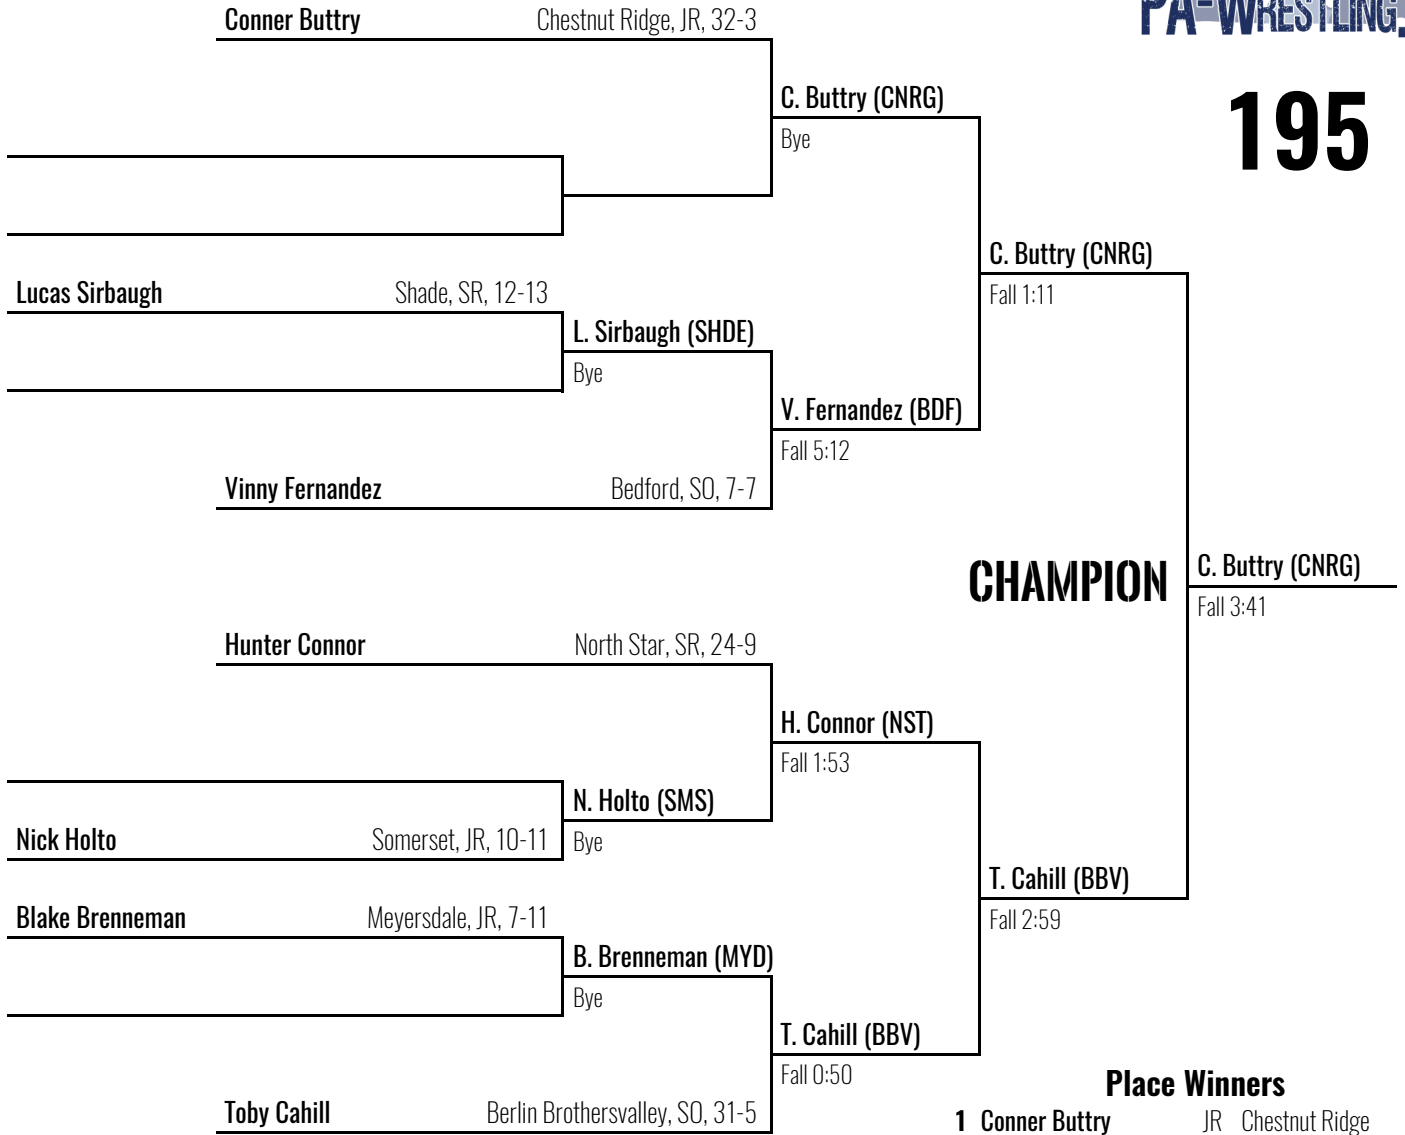 Conner Buttry Chestnut Ridge, JR, 32-3
PA-WRESTLING.
C. Buttry (CNRG)
Bye
195
C. Buttry (CNRG)
Fall 1:11
Lucas Sirbaugh Shade, SR, 12-13
L. Sirbaugh (SHDE)
Bye
V. Fernandez (BDF)
Fall 5:12
Vinny Fernandez Bedford, SO, 7-7
CHAMPION
C. Buttry (CNRG)
Fall 3:41
Hunter Connor North Star, SR, 24-9
H. Connor (NST)
Fall 1:53
N. Holto (SMS)
Bye
Nick Holto Somerset, JR, 10-11
T. Cahill (BBV)
Fall 2:59
Blake Brenneman Meyersdale, JR, 7-11
B. Brenneman (MYD)
Bye
T. Cahill (BBV)
Fall 0:50
Toby Cahill Berlin Brothersvalley, SO, 31-5
Place Winners
1 Conner Buttry JR Chestnut Ridge